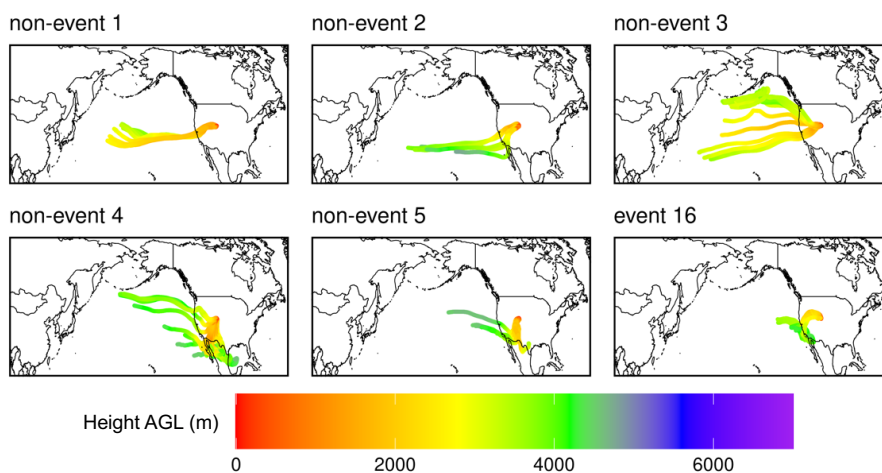 non-event 1
non-event 2
non-event 3
non-event 4
non-event 5
event 16
Height AGL (m)
0
2000
4000
6000